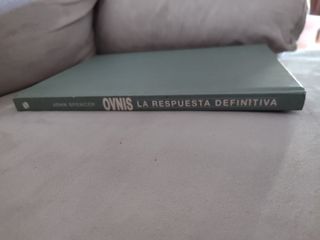 JOHN SPENCER OVNIS LA RESPUESTA DEFINITIVA